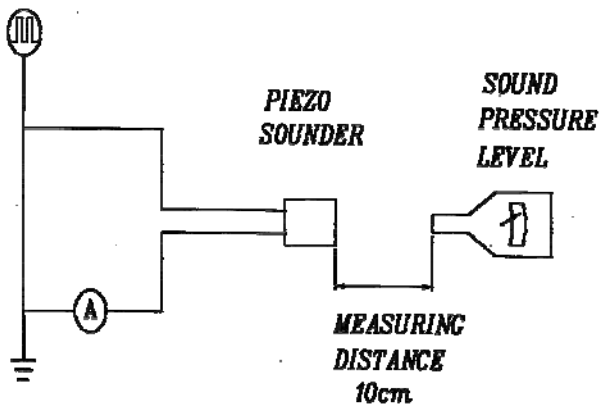 PIEZO
SOUNDER
SOUND
PRESSURE
LEVEL
A
MEASURING
DISTANCE
10cm